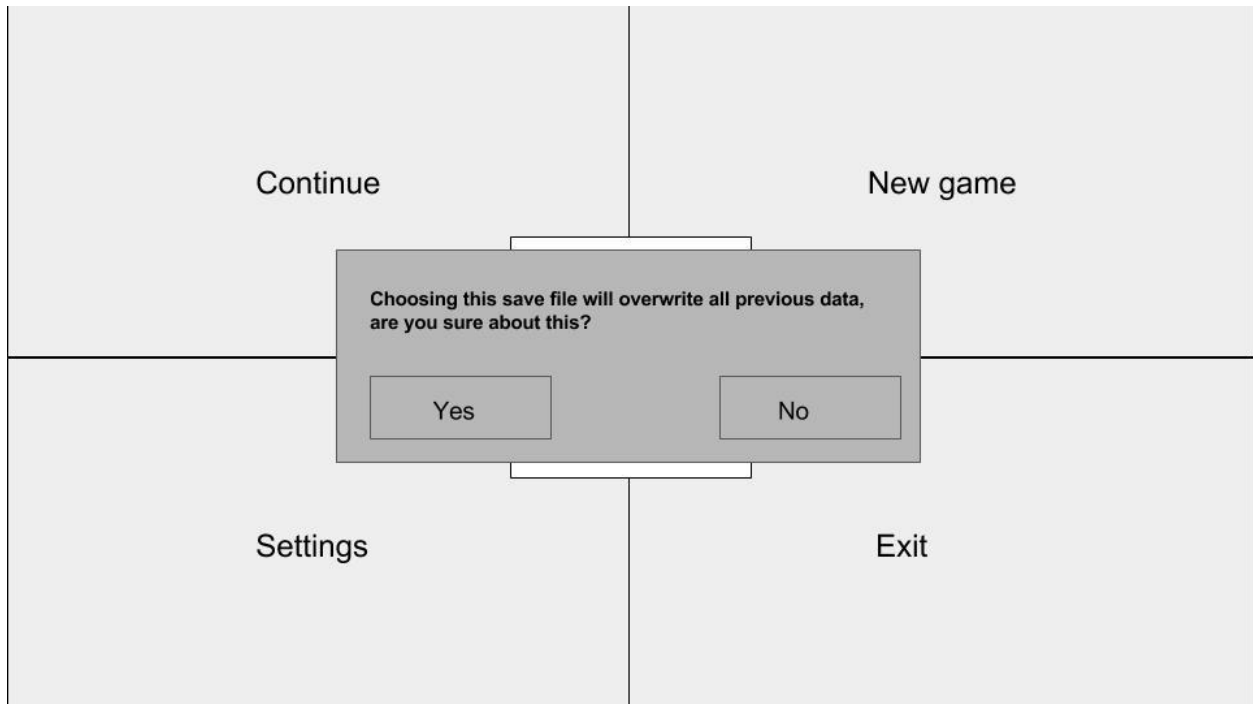 Continue
New game
Choosing this save file will overwrite all previous data,
are you sure about this?
Yes
No
Settings
Exit